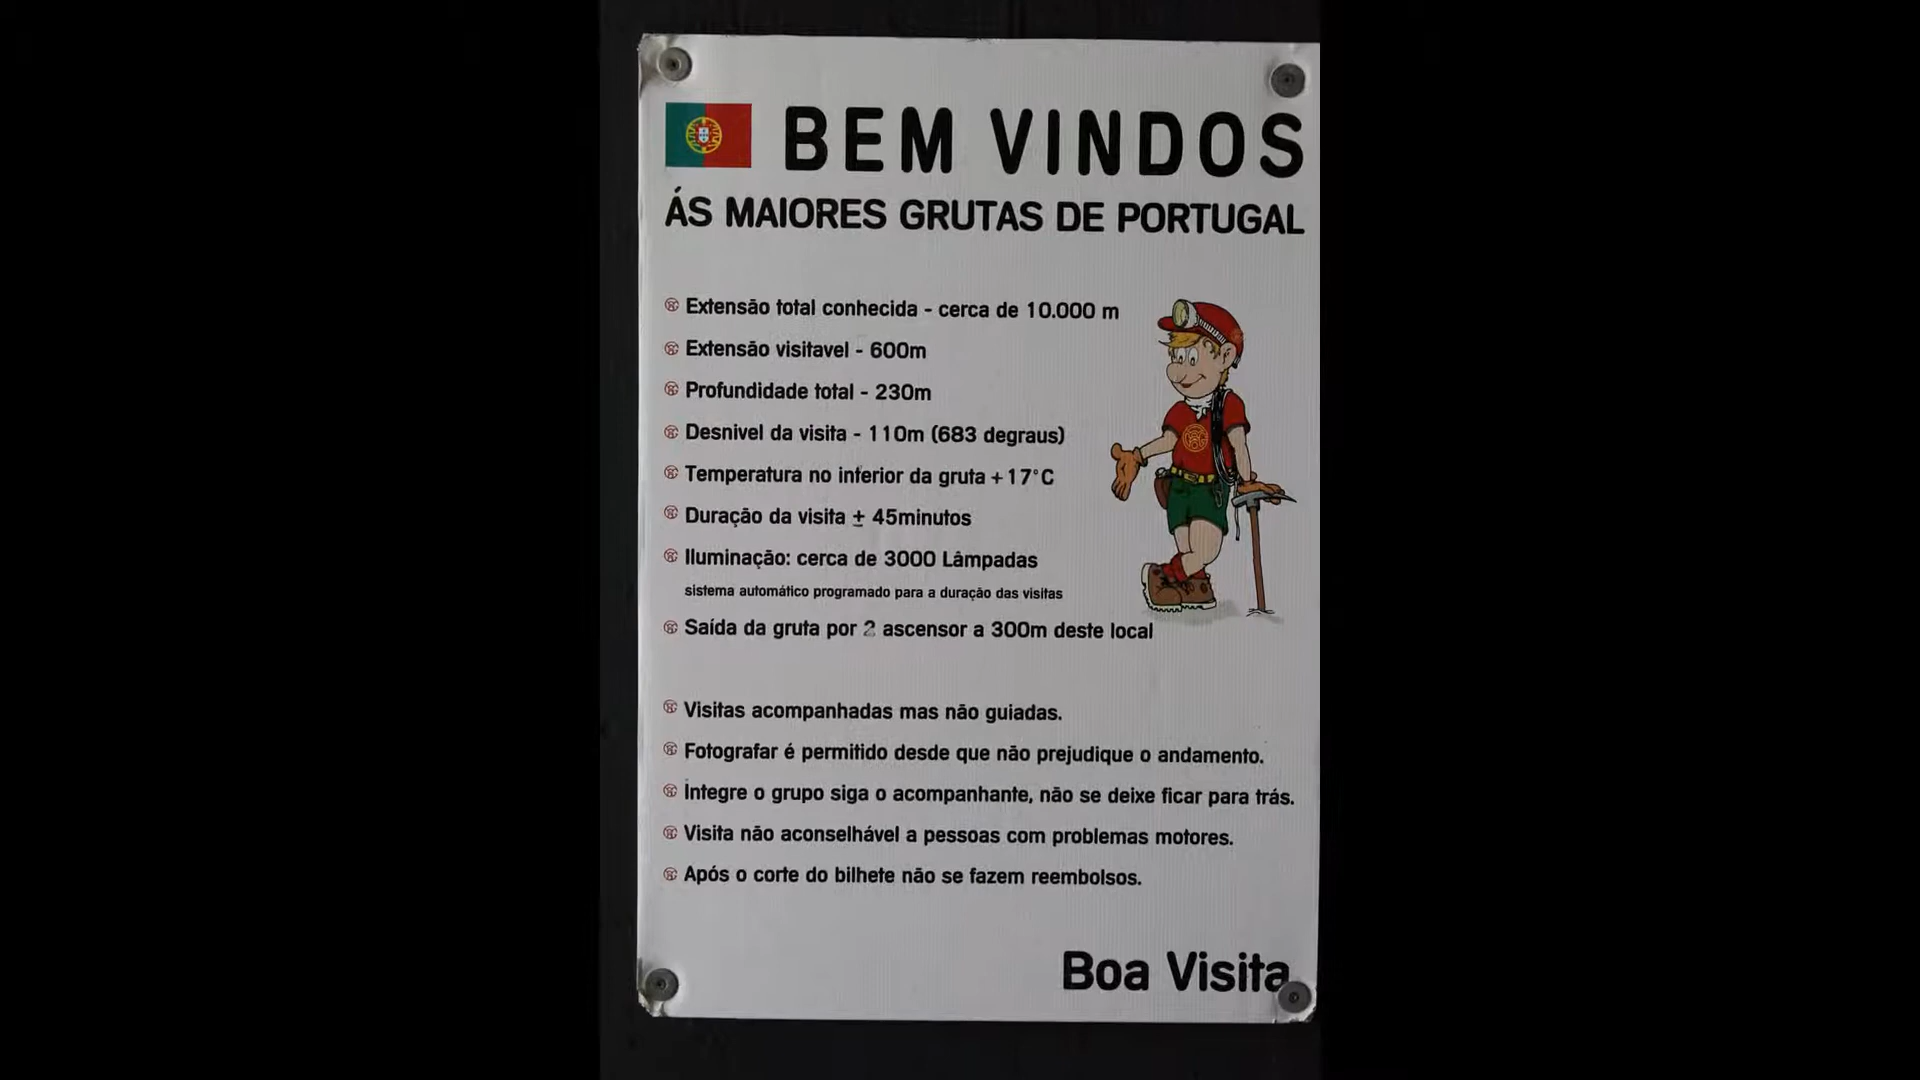 BEM VINDOS
ÁS MAIORES GRUTAS DE PORTUGAL
Extensão total conhecida - cerca de 10.000 m
Extensão visitavel - 600m
Profundidade total - 230m
Desnivel da visita - 110m (683 degraus)
Temperatura no inferior da gruta +17°C
Duração da visita ± 45minutos
Iluminação: cerca de 3000 Lâmpadas
sistema automático programado para a duração das visitas
Saída da gruta por 2 ascensor a 300m deste local
Visitas acompanhadas mas não guiadas.
Fotografar é permitido desde que não prejudique o andamento.
Integre o grupo siga o acompanhante, não se deixe ficar para trás.
Visita não aconselhável a pessoas com problemas motores.
Após o corte do bilhete não se fazem reembolsos.
Boa Visita